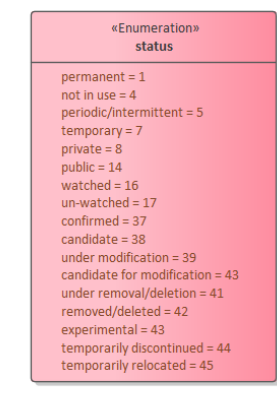 «Enumeration»
status
permanent = 1
not in use = 4
periodic/intermittent = 5
temporary = 7
private = 8
public = 14
watched = 16
un-watched = 17
confirmed = 37
candidate = 38
under modification = 39
candidate for modification = 43
under removal/deletion = 41
removed/deleted = 42
experimental = 43
temporarily discontinued = 44
temporarily relocated = 45